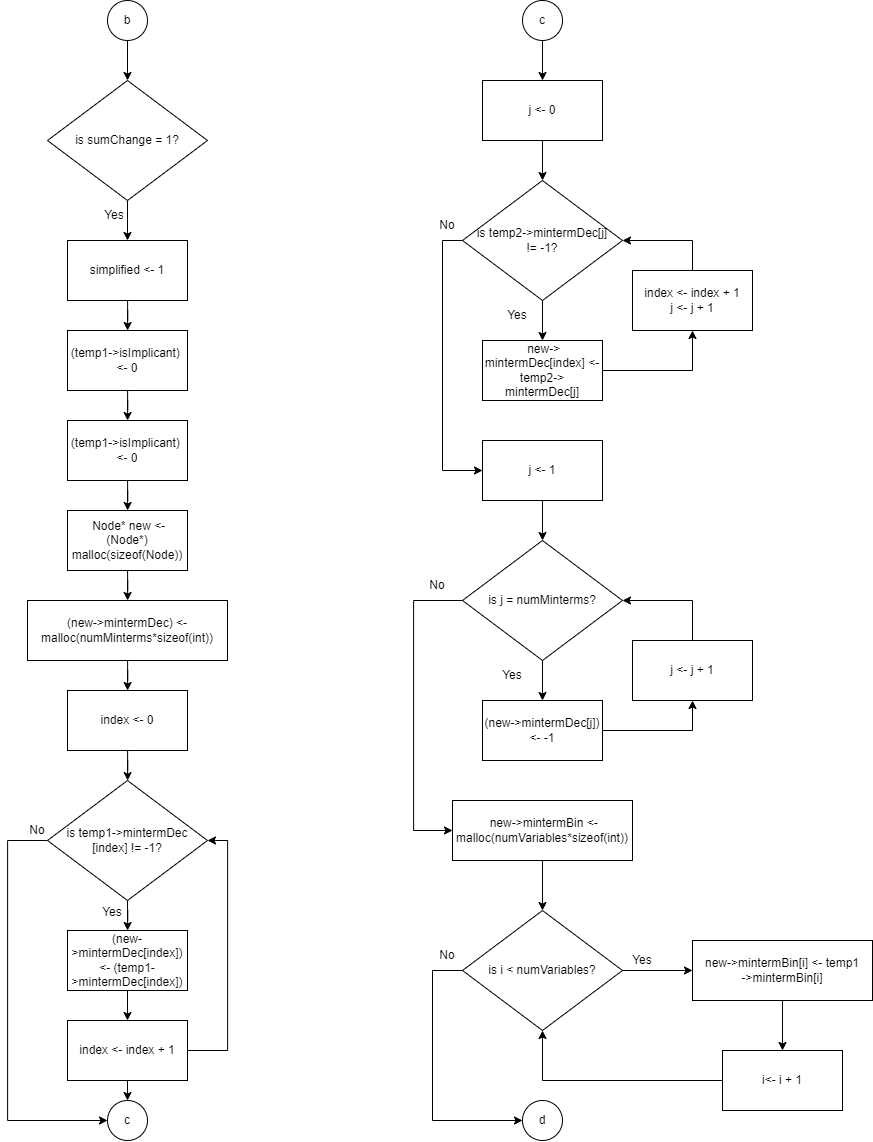 b
is sumChange = 1?
Yes
simplified <- 1
(temp1->isImplicant)
<- 0
(temp1->isImplicant)
<- 0
Node* new <-
(Node*)
malloc(sizeof(Node))
(new->mintermDec) <-
malloc(numMinterms*sizeof(int))
index <- 0
is temp1->mintermDec
[index] != -1?
No
Yes
(new-
>mintermDec[index])
<- (temp1-
>mintermDec[index])
index <- index + 1
c
c
j <- 0
is temp2->mintermDec[j]
!= -1?
No
Yes
new->
mintermDec[index] <-
temp2->
mintermDec[j]
index <- index + 1
j <- j + 1
j <- 1
is j = numMinterms?
No
Yes
(new->mintermDec[j])
<- -1
j <- j + 1
new->mintermBin <-
malloc(numVariables*sizeof(int))
is i < numVariables?
No
Yes
new->mintermBin[i] <- temp1
->mintermBin[i]
i<- i + 1
d